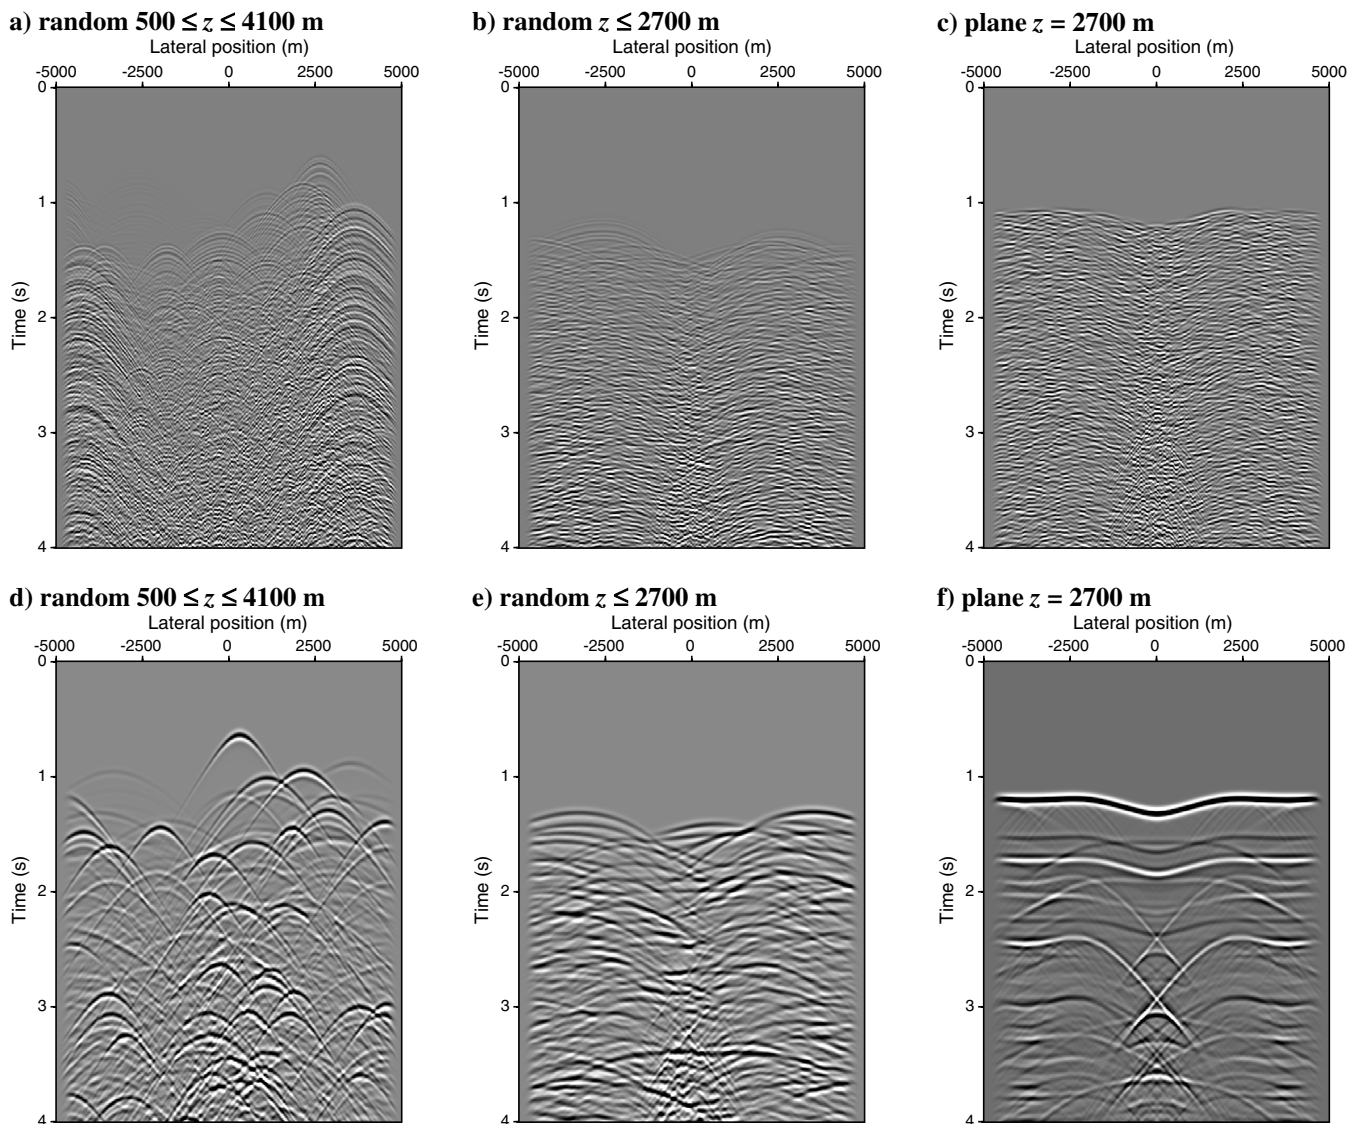 a) random 500 ≤ z ≤ 4100 m
Lateral position (m)
-5000 -2500 0 2500 5000
0
1
2
3
4
Time (s)
b) random z ≤ 2700 m
Lateral position (m)
-5000 -2500 0 2500 5000
0
1
2
3
4
Time (s)
c) plane z = 2700 m
Lateral position (m)
-5000 -2500 0 2500 5000
0
1
2
3
4
Time (s)
d) random 500 ≤ z ≤ 4100 m
Lateral position (m)
-5000 -2500 0 2500 5000
0
1
2
3
4
Time (s)
e) random z ≤ 2700 m
Lateral position (m)
-5000 -2500 0 2500 5000
0
1
2
3
4
Time (s)
f) plane z = 2700 m
Lateral position (m)
-5000 -2500 0 2500 5000
0
1
2
3
4
Time (s)